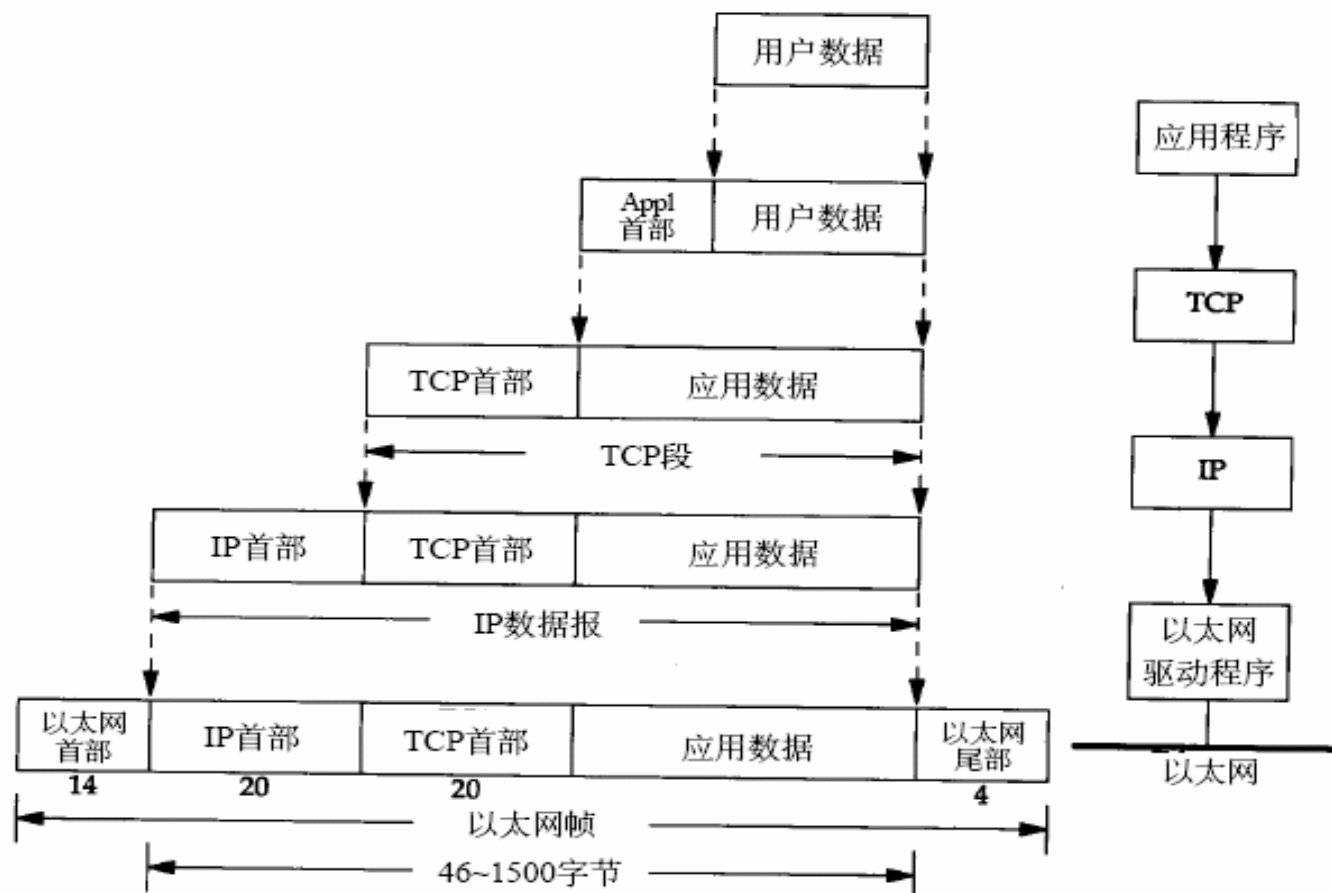 用户数据
应用程序
Appl
首部
用户数据
TCP
TCP首部
应用数据
TCP段
IP
IP首部
TCP首部
应用数据
IP数据报
以太网
驱动程序
以太网
首部
IP首部
TCP首部
应用数据
以太网
尾部
以太网
14
20
20
4
以太网帧
46~1500字节